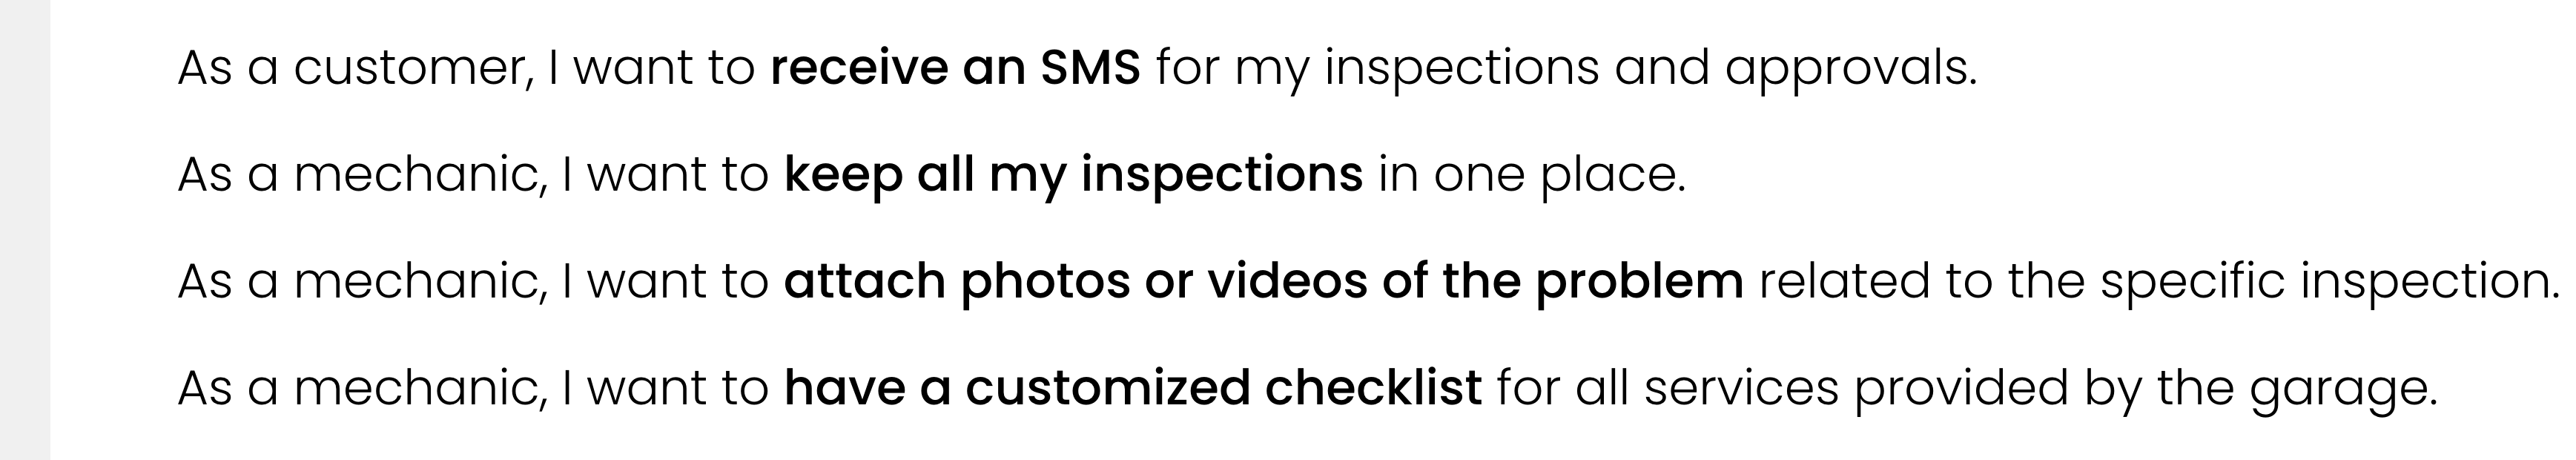 As a customer, I want to receive an SMS for my inspections and approvals.
As a mechanic, I want to keep all my inspections in one place.
As a mechanic, I want to attach photos or videos of the problem related to the specific inspection.
As a mechanic, I want to have a customized checklist for all services provided by the garage.